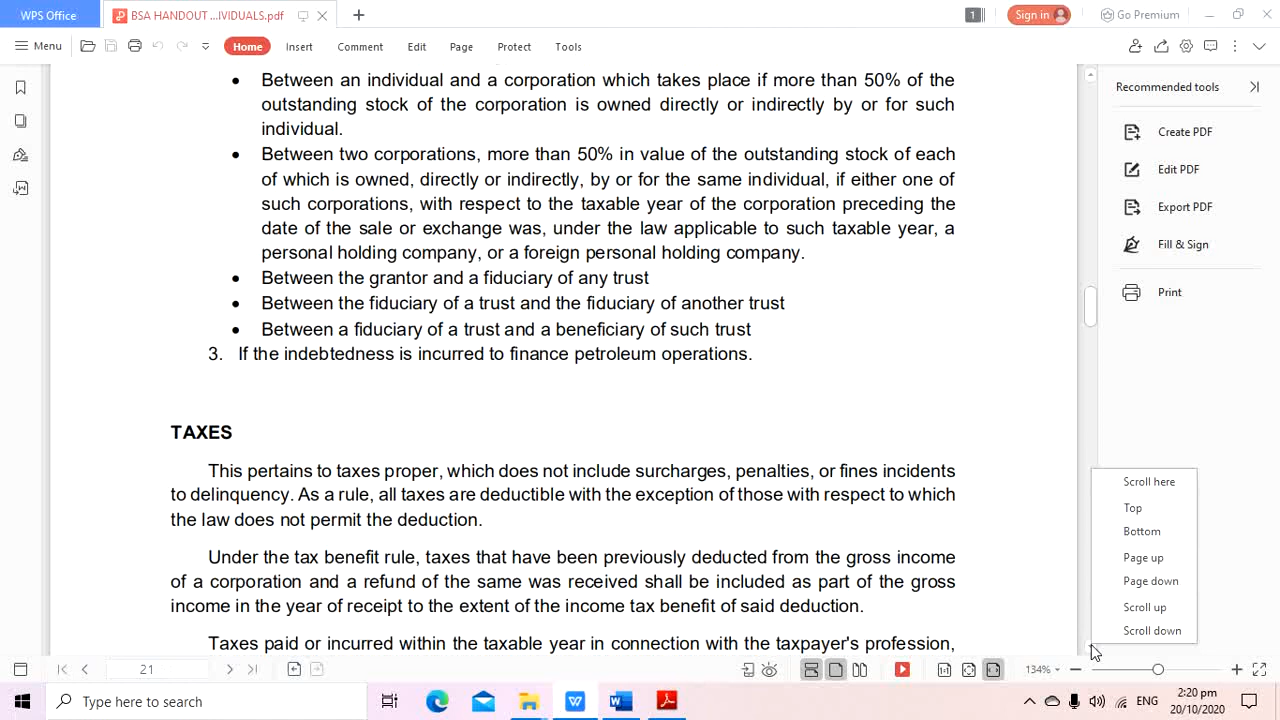 WPS Office
BSA HANDOUT ...IVIDUALS.pdf
1
Sign in
Go Premium
Menu
Home
Insert
Comment
Edit
Page
Protect
Tools
• Between an individual and a corporation which takes place if more than 50% of the
outstanding stock of the corporation is owned directly or indirectly by or for such
individual.
• Between two corporations, more than 50% in value of the outstanding stock of each
of which is owned, directly or indirectly, by or for the same individual, if either one of
such corporations, with respect to the taxable year of the corporation preceding the
date of the sale or exchange was, under the law applicable to such taxable year, a
personal holding company, or a foreign personal holding company.
• Between the grantor and a fiduciary of any trust
• Between the fiduciary of a trust and the fiduciary of another trust
• Between a fiduciary of a trust and a beneficiary of such trust
3. If the indebtedness is incurred to finance petroleum operations.
TAXES
This pertains to taxes proper, which does not include surcharges, penalties, or fines incidents
to delinquency. As a rule, all taxes are deductible with the exception of those with respect to which
the law does not permit the deduction.
Under the tax benefit rule, taxes that have been previously deducted from the gross income
of a corporation and a refund of the same was received shall be included as part of the gross
income in the year of receipt to the extent of the income tax benefit of said deduction.
Taxes paid or incurred within the taxable year in connection with the taxpayer's profession,
Recommended tools
Create PDF
Edit PDF
Export PDF
Fill & Sign
Print
Scroll here
Top
Bottom
Page up
Page down
Scroll up
Scroll down
21
134%
Type here to search
ENG
2:20 pm
20/10/2020